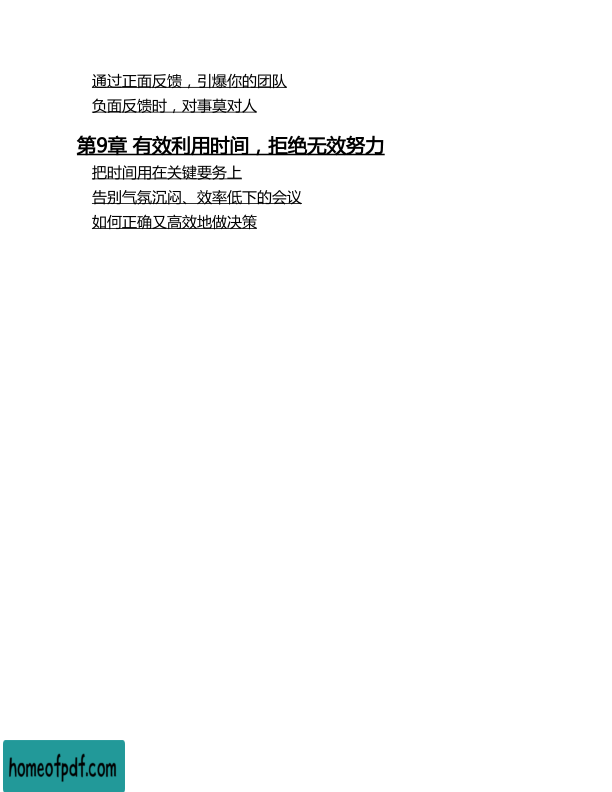 通过正面反馈，引爆你的团队
负面反馈时，对事莫对人
第9章 有效利用时间，拒绝无效努力
把时间用在关键要务上
告别气氛沉闷、效率低下的会议
如何正确又高效地做决策
homeofpdf.com